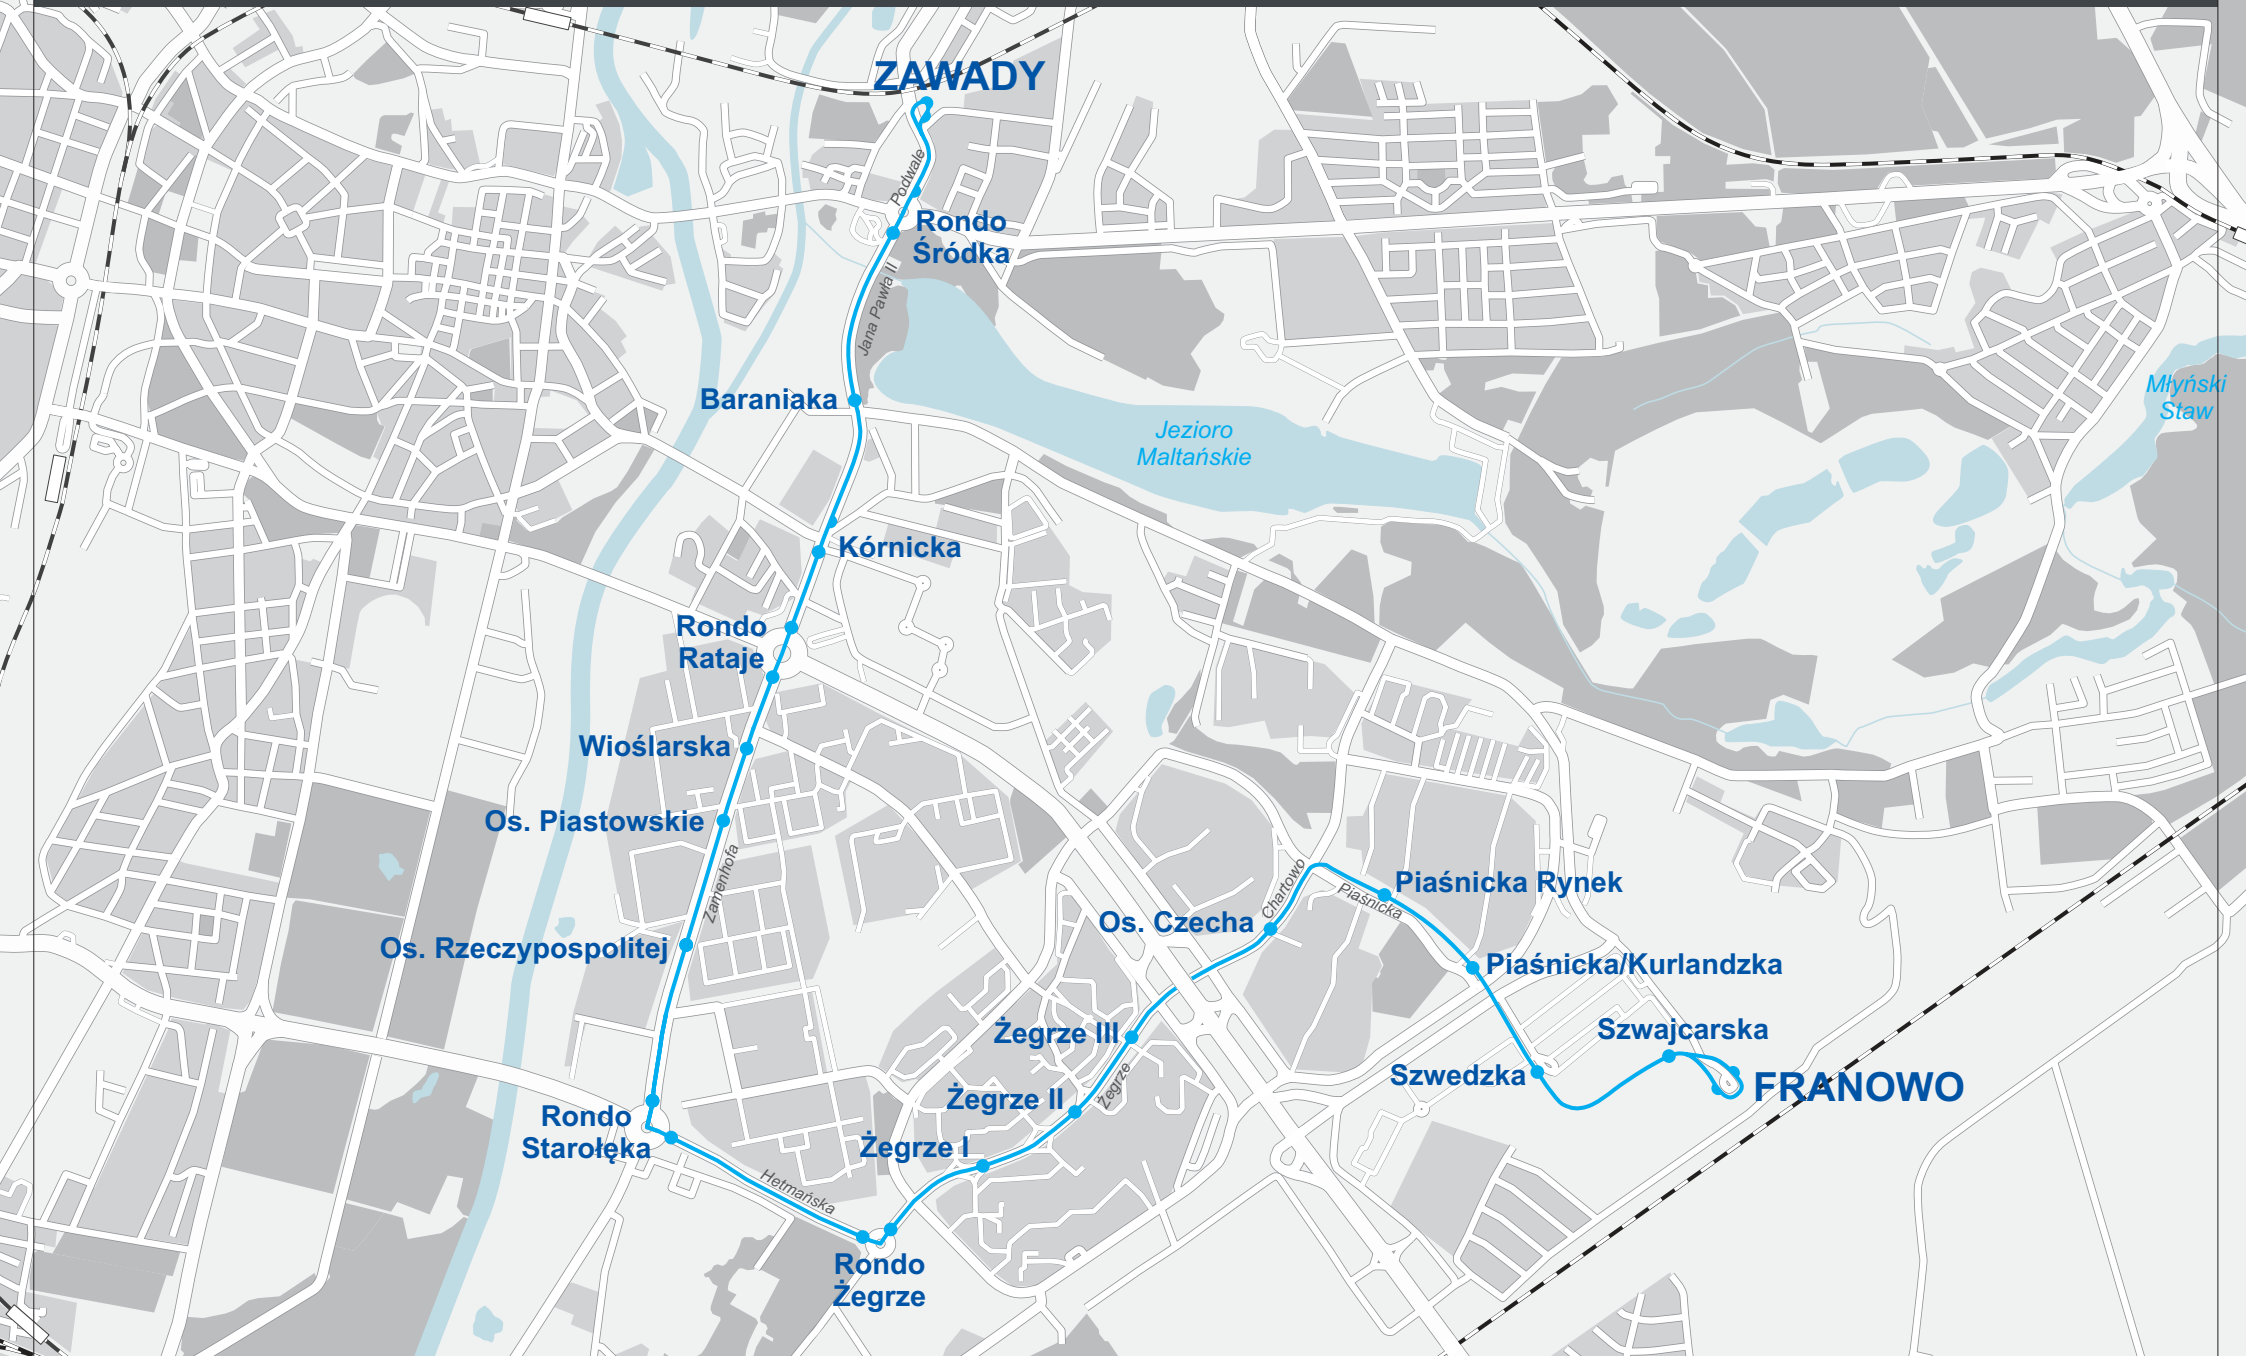 ZAWADY
Podwale
Rondo
Śródka
Jana Pawła II
Baraniaka
Jezioro
Maltańskie
Młyński
Staw
Kórnicka
Rondo
Rataje
Wioślarska
Os. Piastowskie
Zamenhofa
Os. Rzeczypospolitej
Rondo
Starołęka
Hetmańska
Rondo
Żegrze
Żegrze I
Żegrze II
Żegrze
Żegrze III
Os. Czecha
Chartowo
Piaśnicka
Piaśnicka Rynek
Piaśnicka/Kurlandzka
Szwedzka
Szwajcarska
FRANOWO